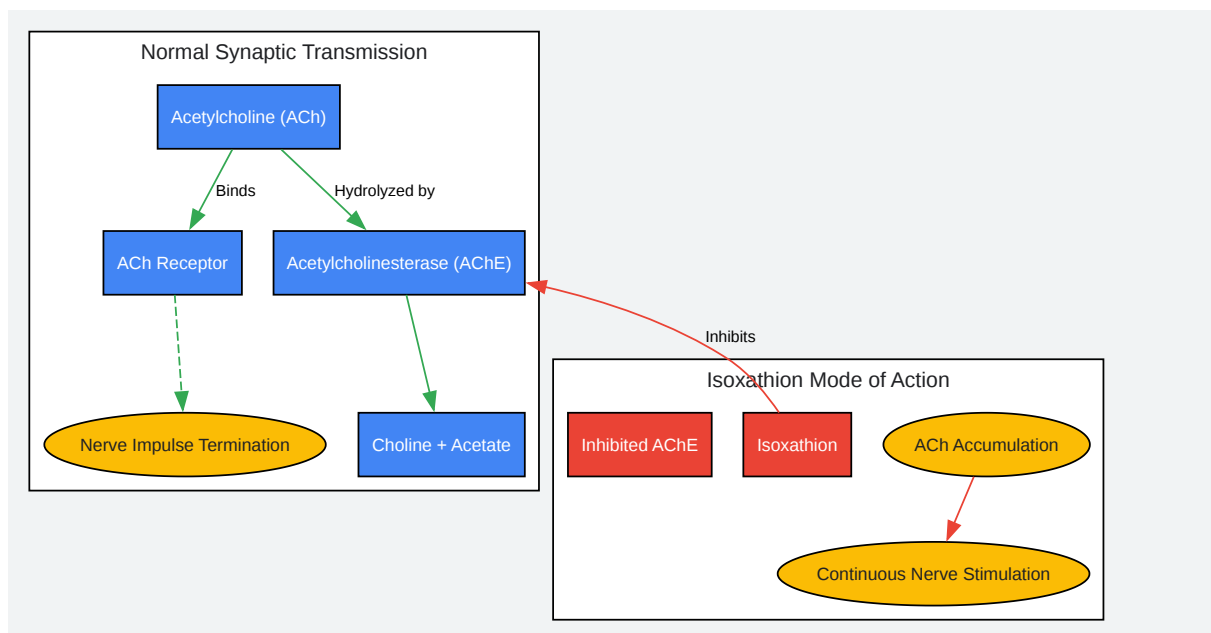 Normal Synaptic Transmission
Acetylcholine (ACh)
Binds
Hydrolyzed by
ACh Receptor
Acetylcholinesterase (AChE)
Nerve Impulse Termination
Choline + Acetate
Inhibits
Isoxathion Mode of Action
Inhibited AChE
Isoxathion
ACh Accumulation
Continuous Nerve Stimulation